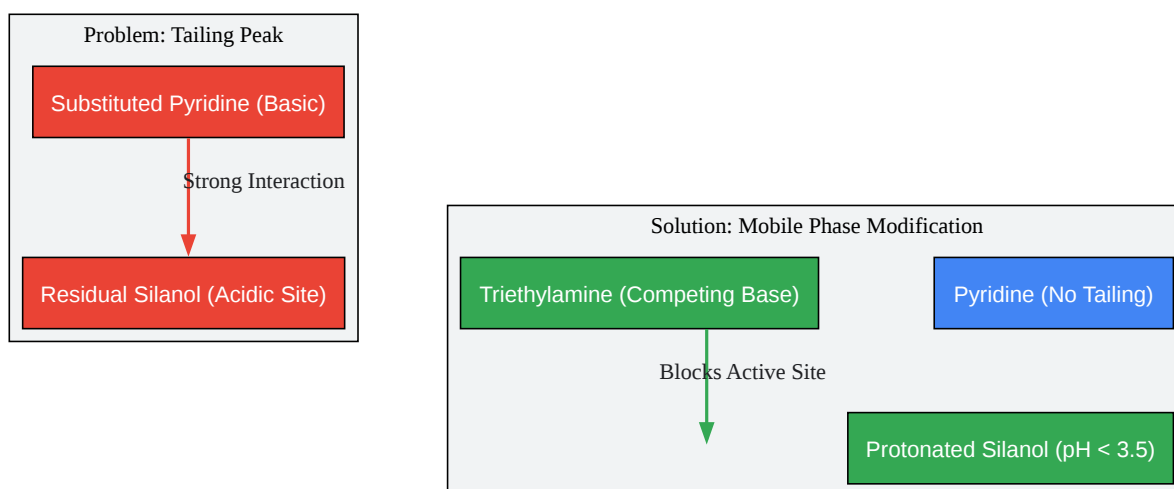 Problem: Tailing Peak
Substituted Pyridine (Basic)
Strong Interaction
Residual Silanol (Acidic Site)
Solution: Mobile Phase Modification
Triethylamine (Competing Base)
Pyridine (No Tailing)
Blocks Active Site
Protonated Silanol (pH < 3.5)